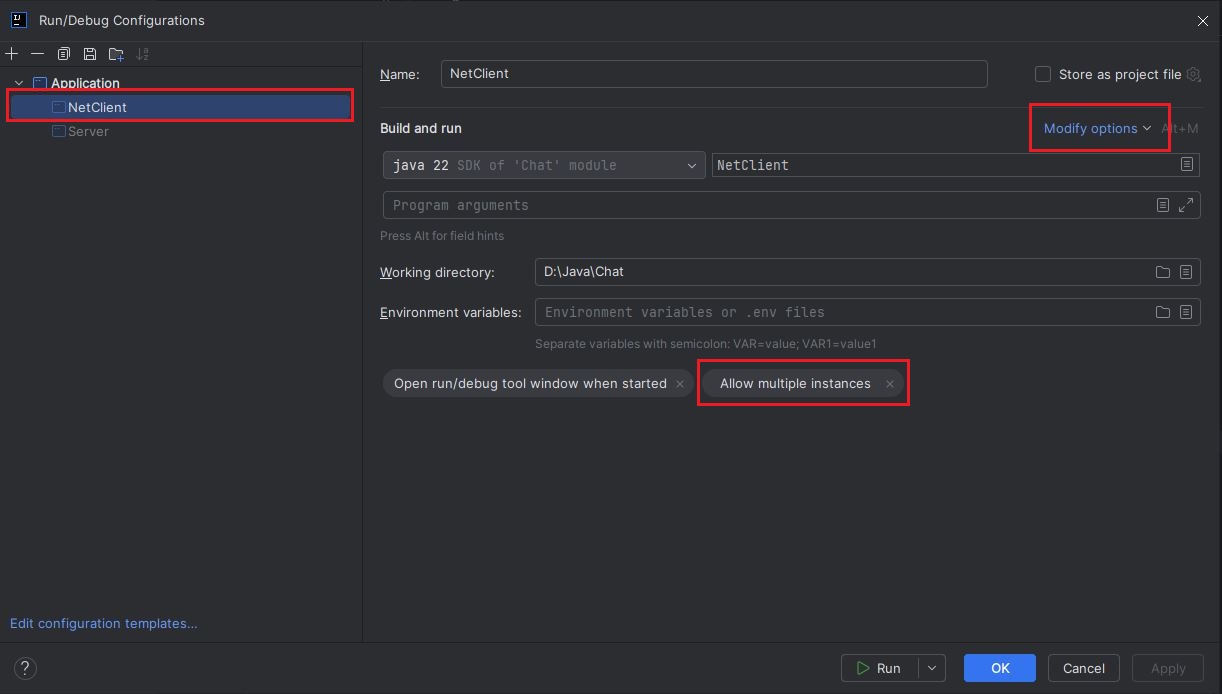 Run/Debug Configurations
Application
NetClient
Server
Edit configuration templates...
Name: NetClient Store as project file
Build and run Modify options Alt+M
java 22 SDK of 'Chat' module NetClient
Program arguments
Press Alt for field hints
Working directory: D:\Java\Chat
Environment variables: Environment variables or .env files
Separate variables with semicolon: VAR=value; VAR1=value1
Open run/debug tool window when started × Allow multiple instances ×
? Run OK Cancel Apply